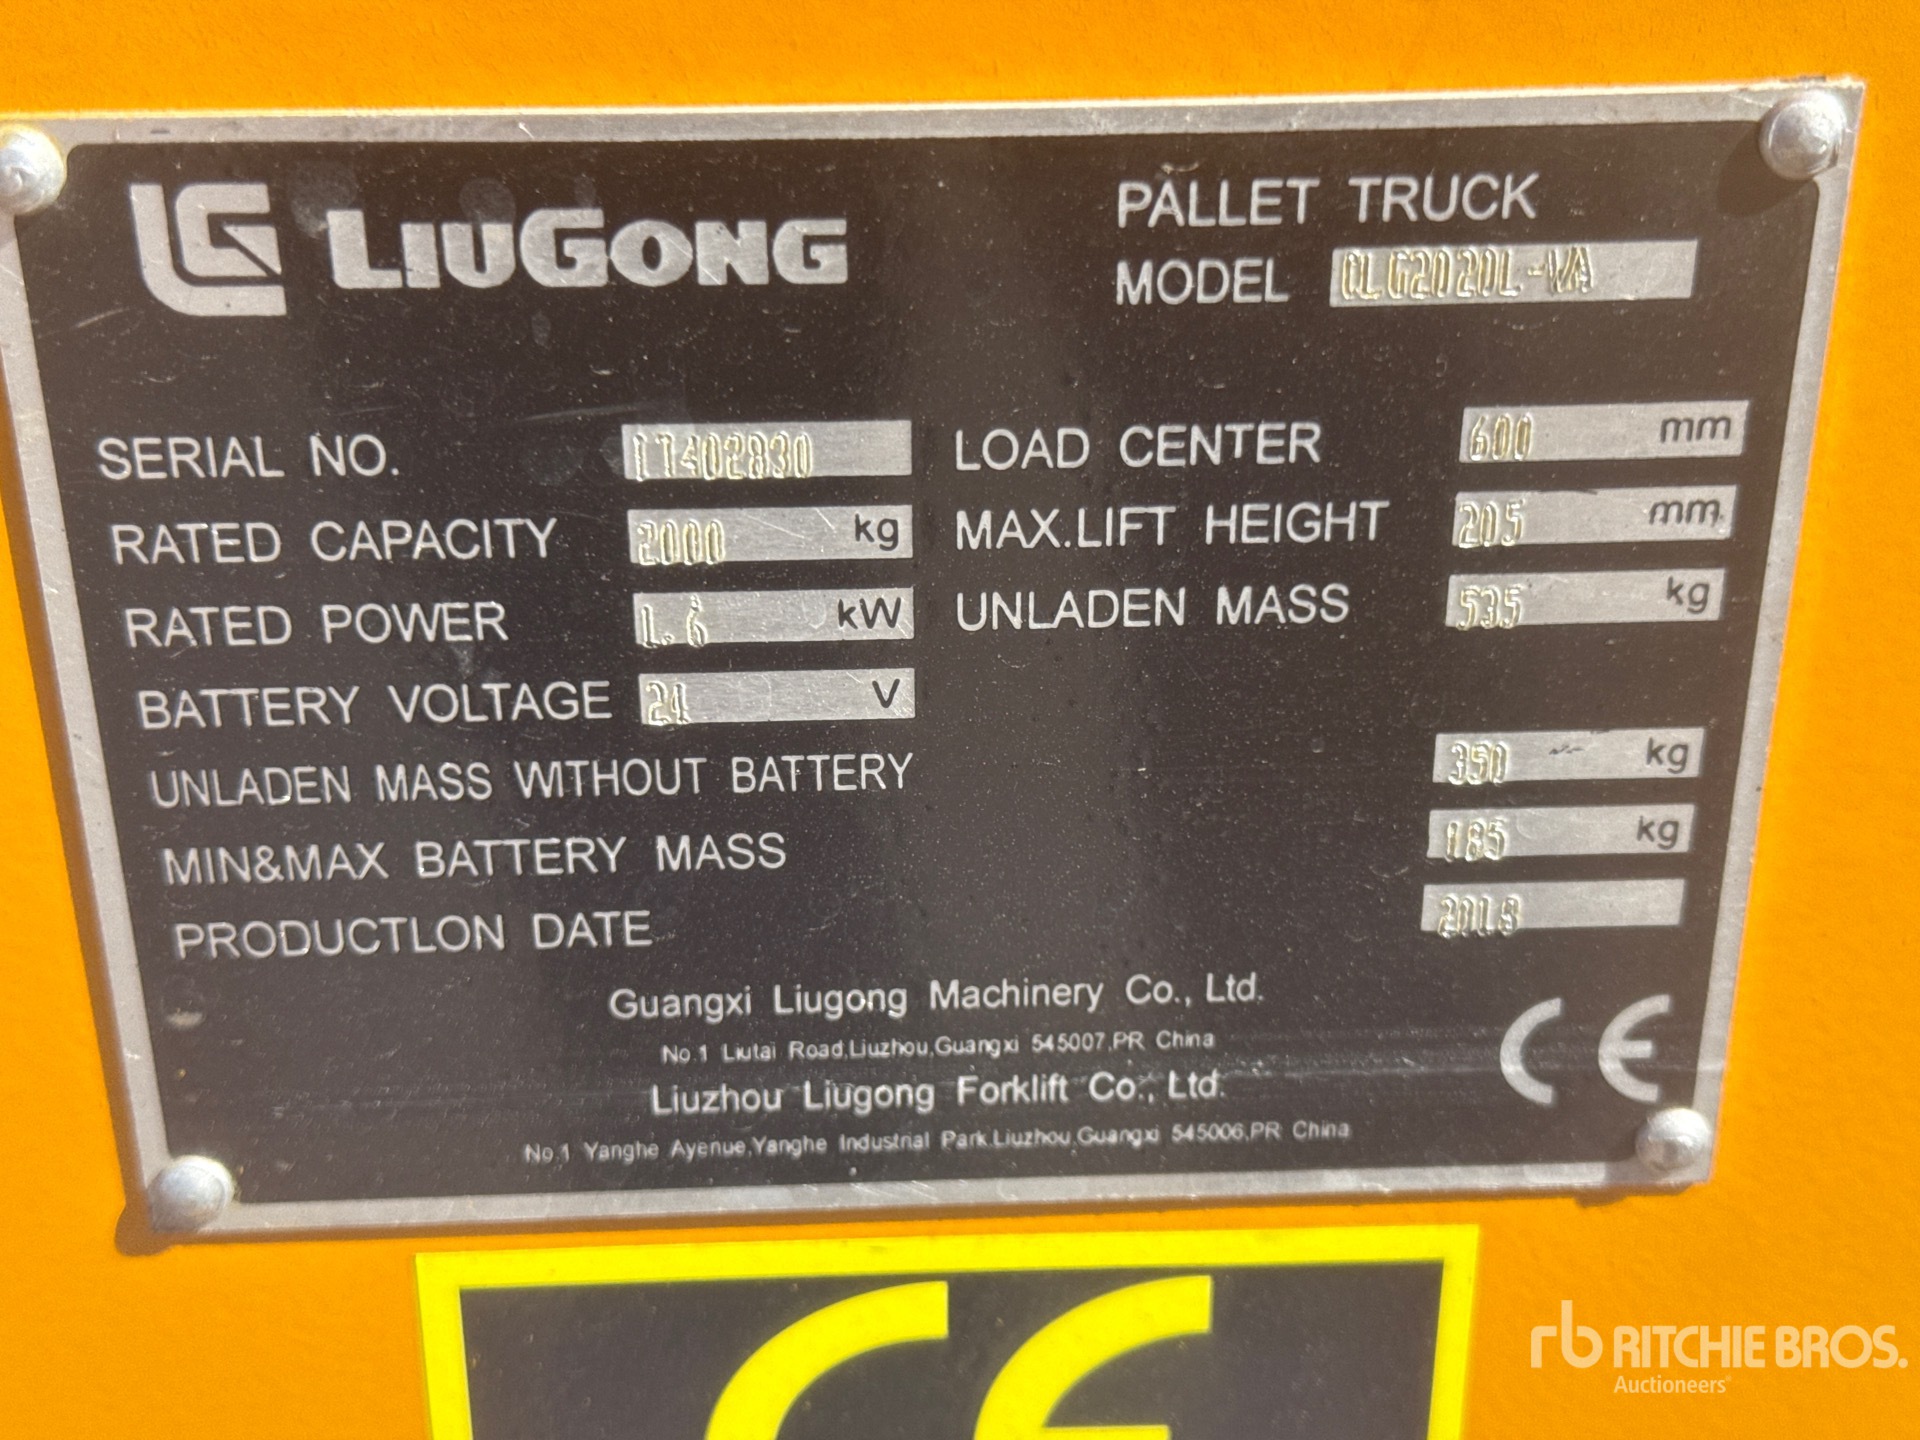 LG LIUGONG
PALLET TRUCK
MODEL CLG2020L-VA
SERIAL NO. 17402830
LOAD CENTER 600 mm
RATED CAPACITY 2000 kg
MAX.LIFT HEIGHT 205 mm
RATED POWER 1.6 kW
UNLADEN MASS 535 kg
BATTERY VOLTAGE 24 V
UNLADEN MASS WITHOUT BATTERY 350 kg
MIN&MAX BATTERY MASS 185 kg
PRODUCTLON DATE 2018
Guangxi Liugong Machinery Co., Ltd.
No.1 Liutai Road,Liuzhou,Guangxi 545007,PR China
Liuzhou Liugong Forklift Co., Ltd.
No.1 Yanghe Ayenue,Yanghe Industrial Park.Liuzhou.Guangxi 545006,PR China
CE
CE
rb RITCHIE BROS.
Auctioneers